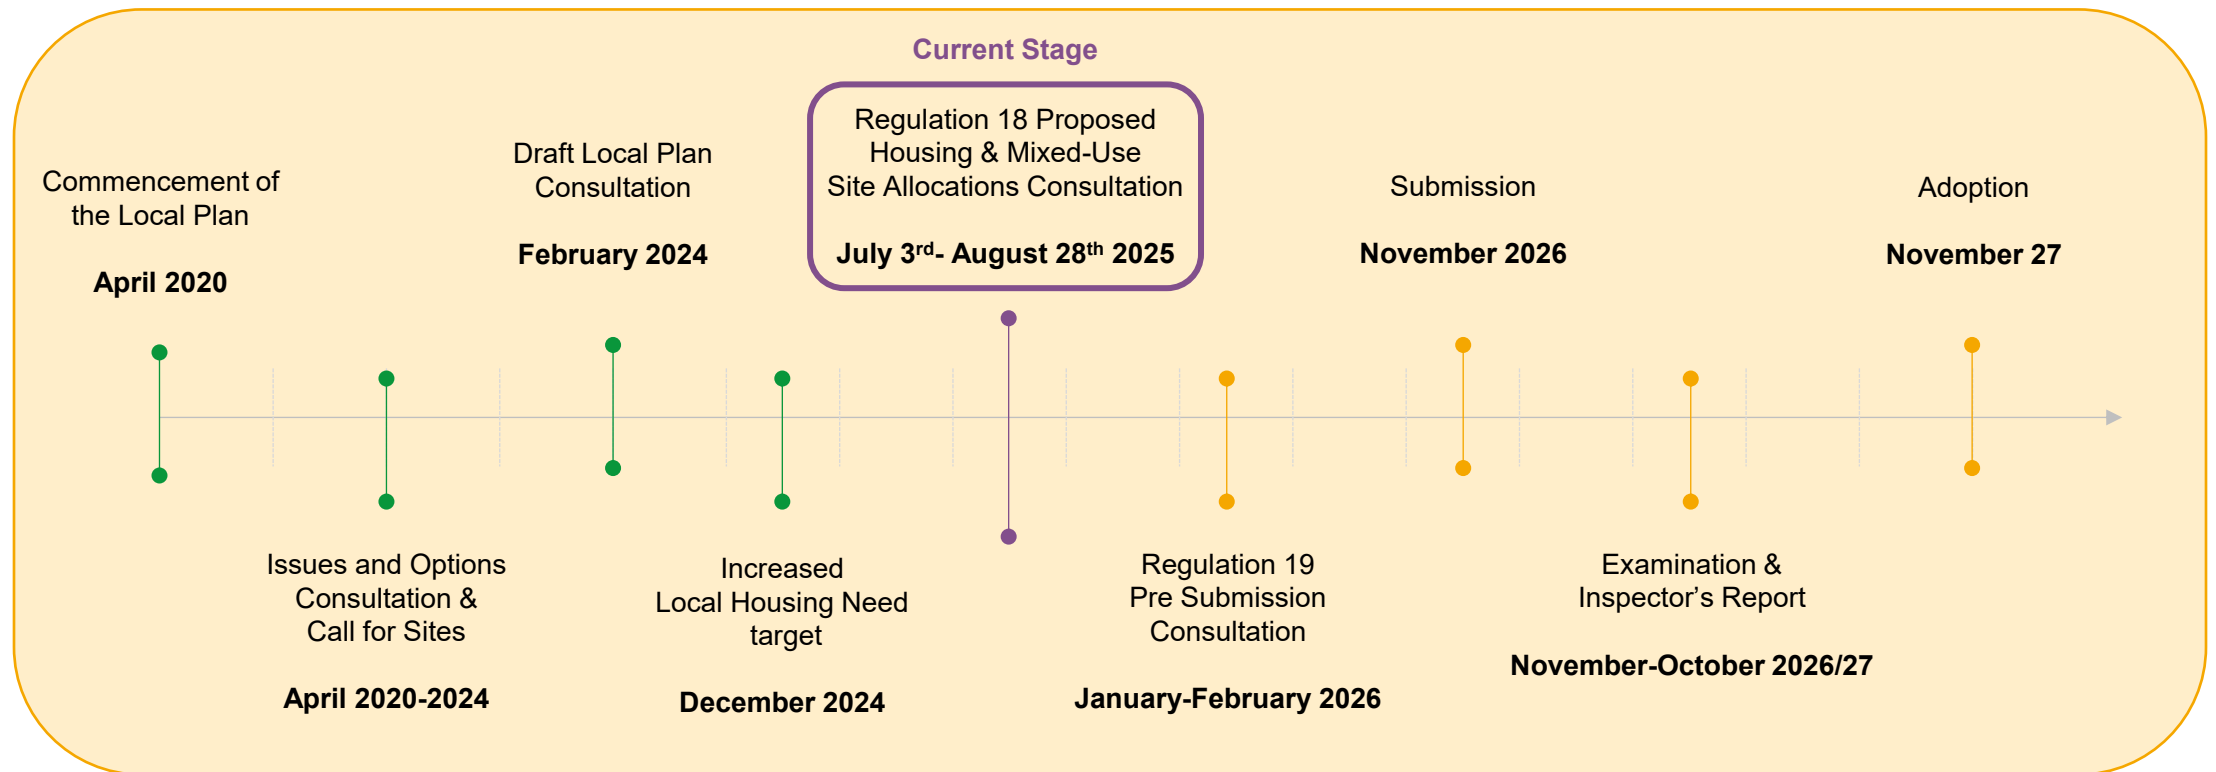 Current Stage
Commencement of
the Local Plan
April 2020
Issues and Options
Consultation &
Call for Sites
April 2020-2024
Draft Local Plan
Consultation
February 2024
Increased
Local Housing Need
target
December 2024
Regulation 18 Proposed
Housing & Mixed-Use
Site Allocations Consultation
July 3rd- August 28th 2025
Regulation 19
Pre Submission
Consultation
January-February 2026
Submission
November 2026
Examination &
Inspector’s Report
November-October 2026/27
Adoption
November 27